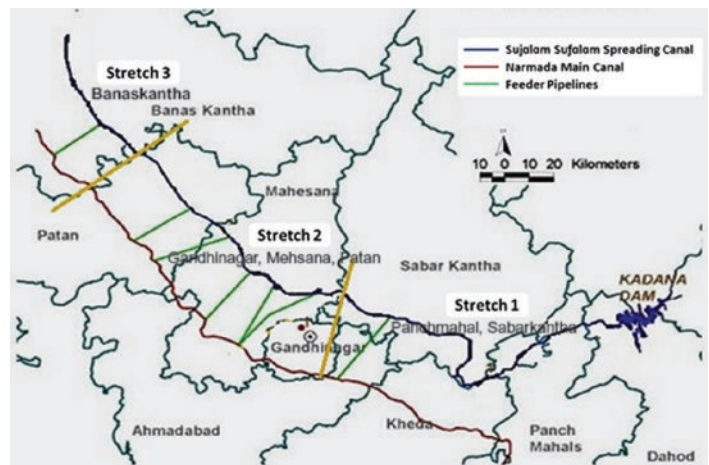 Sujalam Sufalam Spreading Canal
Narmada Main Canal
Feeder Pipelines
Stretch 3
Banaskantha
Banas Kantha
10 0 10 20 Kilometers
Mahesana
Patan
Stretch 2
Gandhinagar, Mehsana, Patan
Sabar Kantha
KADANA
DAM
Stretch 1
Panchmahal, Sabarkantha
Gandhinagar
Ahmadabad
Kheda
Panch
Mahals
Dahod